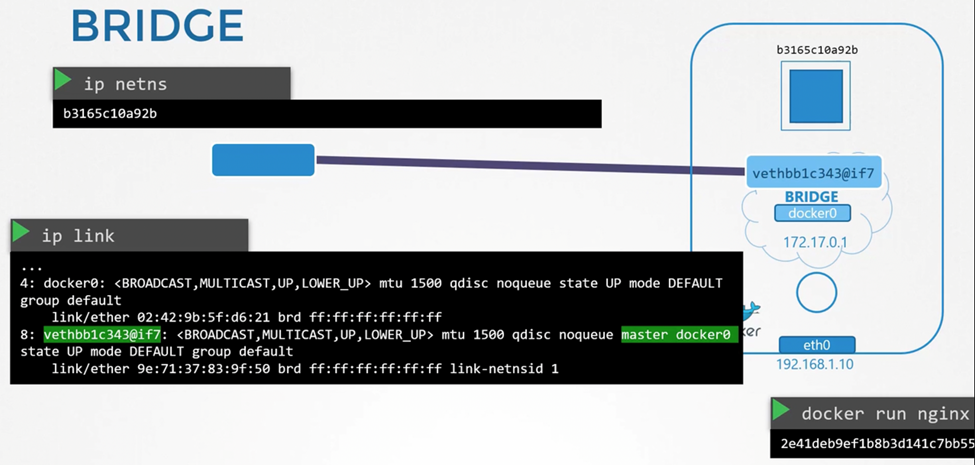 BRIDGE
ip netns
b3165c10a92b
b3165c10a92b
vethbb1c343@if7
BRIDGE
docker0
172.17.0.1
ip link
...
4: docker0: <BROADCAST,MULTICAST,UP,LOWER_UP> mtu 1500 qdisc noqueue state UP mode DEFAULT
group default
link/ether 02:42:9b:5f:d6:21 brd ff:ff:ff:ff:ff:ff
8: vethbb1c343@if7: <BROADCAST,MULTICAST,UP,LOWER_UP> mtu 1500 qdisc noqueue master docker0
state UP mode DEFAULT group default
link/ether 9e:71:37:83:9f:50 brd ff:ff:ff:ff:ff:ff link-netnsid 1
ker
eth0
192.168.1.10
docker run nginx
2e41deb9ef1b8b3d141c7bb55